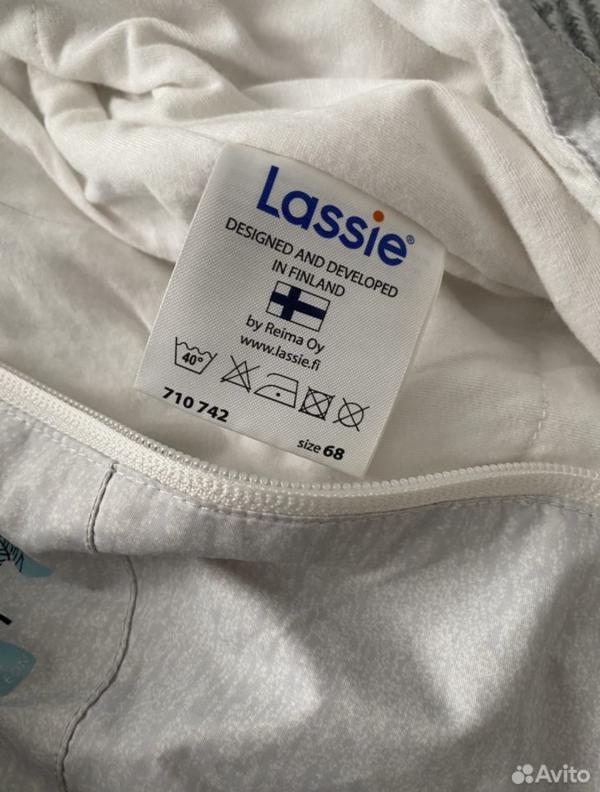 Lassie®
DESIGNED AND DEVELOPED
IN FINLAND
by Reima Oy
www.lassie.fi
40°
710 742
size 68
Avito